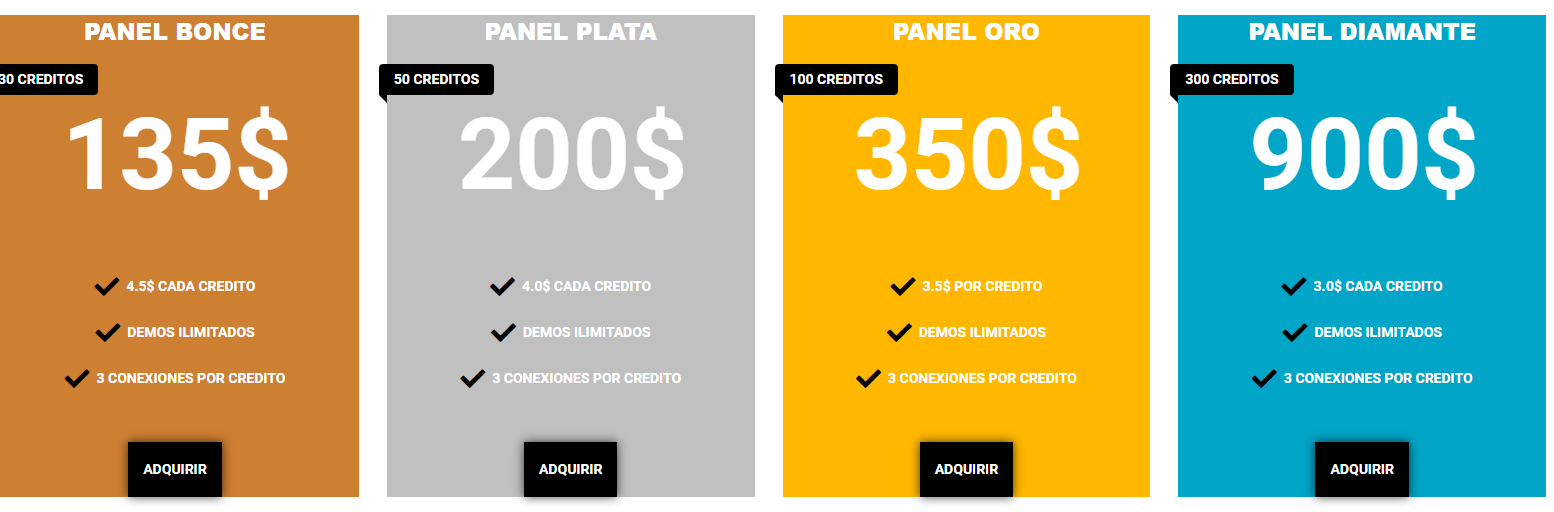 PANEL BONCE
30 CREDITOS
135$
4.5$ CADA CREDITO
DEMOS ILIMITADOS
3 CONEXIONES POR CREDITO
ADQUIRIR
PANEL PLATA
50 CREDITOS
200$
4.0$ CADA CREDITO
DEMOS ILIMITADOS
3 CONEXIONES POR CREDITO
ADQUIRIR
PANEL ORO
100 CREDITOS
350$
3.5$ POR CREDITO
DEMOS ILIMITADOS
3 CONEXIONES POR CREDITO
ADQUIRIR
PANEL DIAMANTE
300 CREDITOS
900$
3.0$ CADA CREDITO
DEMOS ILIMITADOS
3 CONEXIONES POR CREDITO
ADQUIRIR